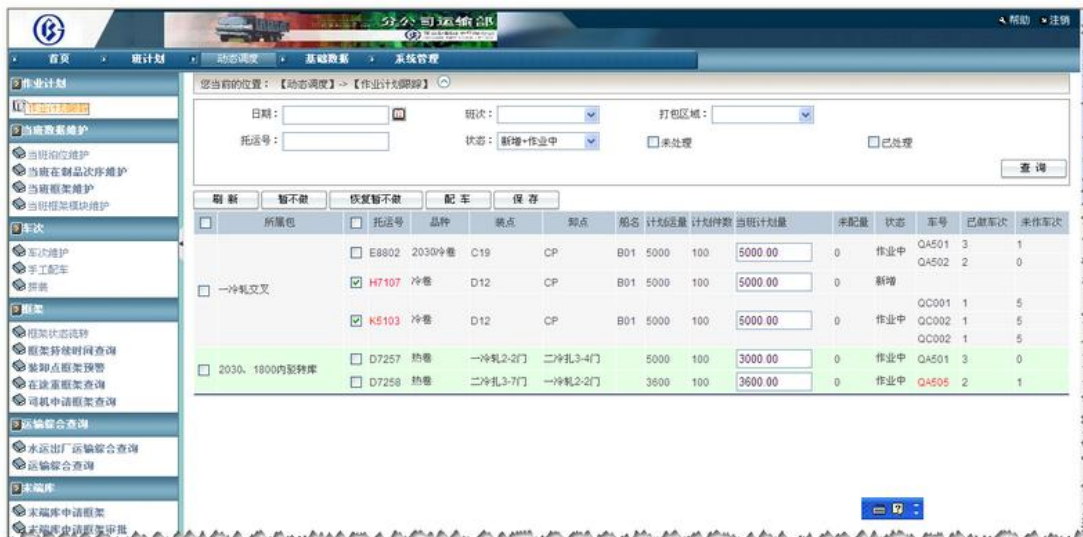 分公司运输部
帮助 注销
首页 班计划 动态调度 基础数据 系统管理
作业计划
作业计划跟踪
当班数据维护
当班泊位维护
当班在制品次序维护
当班框架维护
当班框架模块维护
车次
车次维护
手工配车
拼装
框架
框架状态流转
框架持续时间查询
装卸点框架预警
在途重框架查询
司机申请框架查询
运输综合查询
水运出厂运输综合查询
运输综合查询
末端库
末端库申请框架
末端库申请框架审批
您当前的位置：【动态调度】->【作业计划跟踪】
日期： 班次： 打包区域：
托运号： 状态： 新增+作业中 未处理 已处理
查 询
刷 新 暂不做 恢复暂不做 配 车 保 存
所属包 托运号 品种 装点 卸点 船名 计划运量 计划件数 当班计划量 未配量 状态 车号 已做车次 未作车次
E8802 2030冷卷 C19 CP B01 5000 100 5000.00 0 作业中 QA501 3 1
QA502 2 0
一冷轧交叉 H7107 冷卷 D12 CP B01 5000 100 5000.00 0 新增
K5103 冷卷 D12 CP B01 5000 100 5000.00 0 作业中 QC001 1 5
QC002 1 5
QC002 1 5
2030、1800内驳转库 D7257 热卷 一冷轧2-2门 二冷轧3-4门 5000 100 3000.00 0 作业中 QA501 3 0
D7258 热卷 二冷轧3-7门 一冷轧2-2门 3600 100 3600.00 0 作业中 QA505 2 1